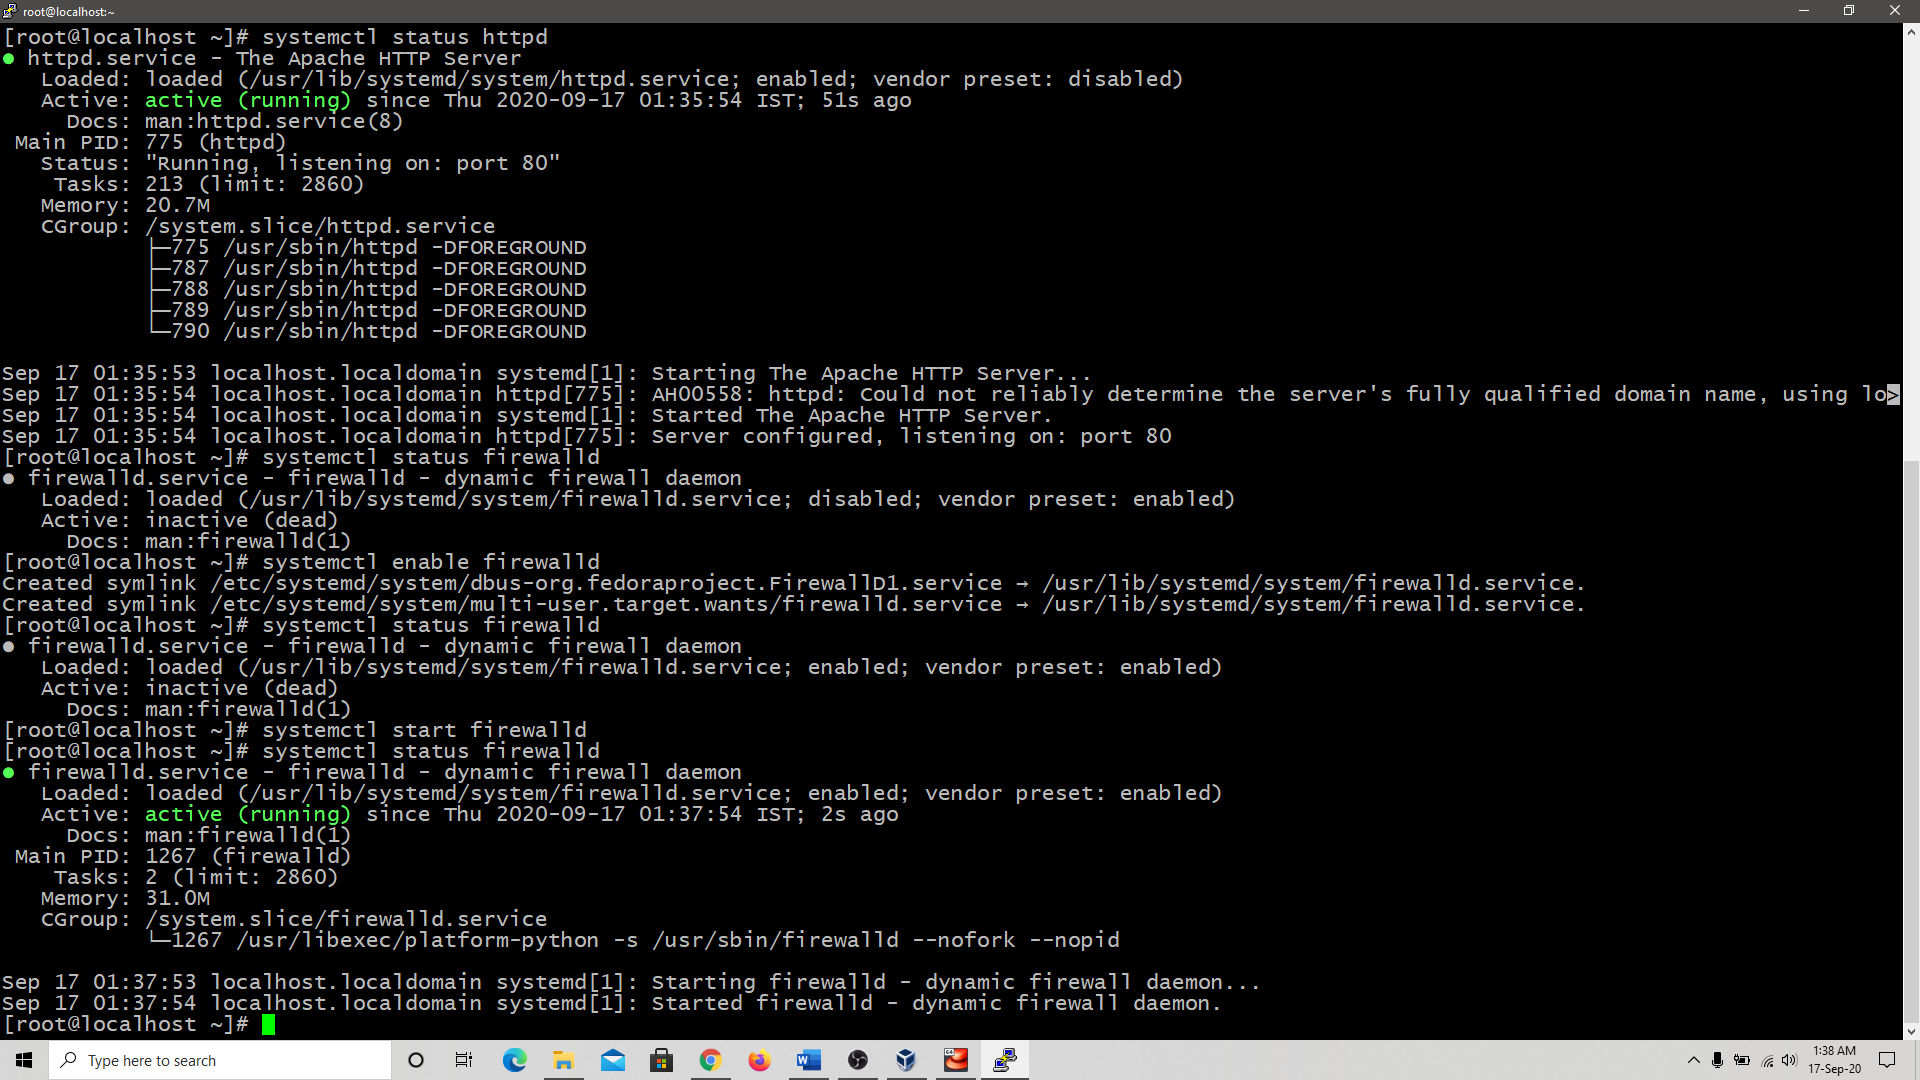 root@localhost:~
[root@localhost ~]# systemctl status httpd
● httpd.service - The Apache HTTP Server
   Loaded: loaded (/usr/lib/systemd/system/httpd.service; enabled; vendor preset: disabled)
   Active: active (running) since Thu 2020-09-17 01:35:54 IST; 51s ago
     Docs: man:httpd.service(8)
 Main PID: 775 (httpd)
   Status: "Running, listening on: port 80"
    Tasks: 213 (limit: 2860)
   Memory: 20.7M
   CGroup: /system.slice/httpd.service
           ├─775 /usr/sbin/httpd -DFOREGROUND
           ├─787 /usr/sbin/httpd -DFOREGROUND
           ├─788 /usr/sbin/httpd -DFOREGROUND
           ├─789 /usr/sbin/httpd -DFOREGROUND
           └─790 /usr/sbin/httpd -DFOREGROUND
Sep 17 01:35:53 localhost.localdomain systemd[1]: Starting The Apache HTTP Server...
Sep 17 01:35:54 localhost.localdomain httpd[775]: AH00558: httpd: Could not reliably determine the server's fully qualified domain name, using lo>
Sep 17 01:35:54 localhost.localdomain systemd[1]: Started The Apache HTTP Server.
Sep 17 01:35:54 localhost.localdomain httpd[775]: Server configured, listening on: port 80
[root@localhost ~]# systemctl status firewalld
● firewalld.service - firewalld - dynamic firewall daemon
   Loaded: loaded (/usr/lib/systemd/system/firewalld.service; disabled; vendor preset: enabled)
   Active: inactive (dead)
     Docs: man:firewalld(1)
[root@localhost ~]# systemctl enable firewalld
Created symlink /etc/systemd/system/dbus-org.fedoraproject.FirewallD1.service → /usr/lib/systemd/system/firewalld.service.
Created symlink /etc/systemd/system/multi-user.target.wants/firewalld.service → /usr/lib/systemd/system/firewalld.service.
[root@localhost ~]# systemctl status firewalld
● firewalld.service - firewalld - dynamic firewall daemon
   Loaded: loaded (/usr/lib/systemd/system/firewalld.service; enabled; vendor preset: enabled)
   Active: inactive (dead)
     Docs: man:firewalld(1)
[root@localhost ~]# systemctl start firewalld
[root@localhost ~]# systemctl status firewalld
● firewalld.service - firewalld - dynamic firewall daemon
   Loaded: loaded (/usr/lib/systemd/system/firewalld.service; enabled; vendor preset: enabled)
   Active: active (running) since Thu 2020-09-17 01:37:54 IST; 2s ago
     Docs: man:firewalld(1)
 Main PID: 1267 (firewalld)
    Tasks: 2 (limit: 2860)
   Memory: 31.0M
   CGroup: /system.slice/firewalld.service
           └─1267 /usr/libexec/platform-python -s /usr/sbin/firewalld --nofork --nopid
Sep 17 01:37:53 localhost.localdomain systemd[1]: Starting firewalld - dynamic firewall daemon...
Sep 17 01:37:54 localhost.localdomain systemd[1]: Started firewalld - dynamic firewall daemon.
[root@localhost ~]#
Type here to search
1:38 AM
17-Sep-20